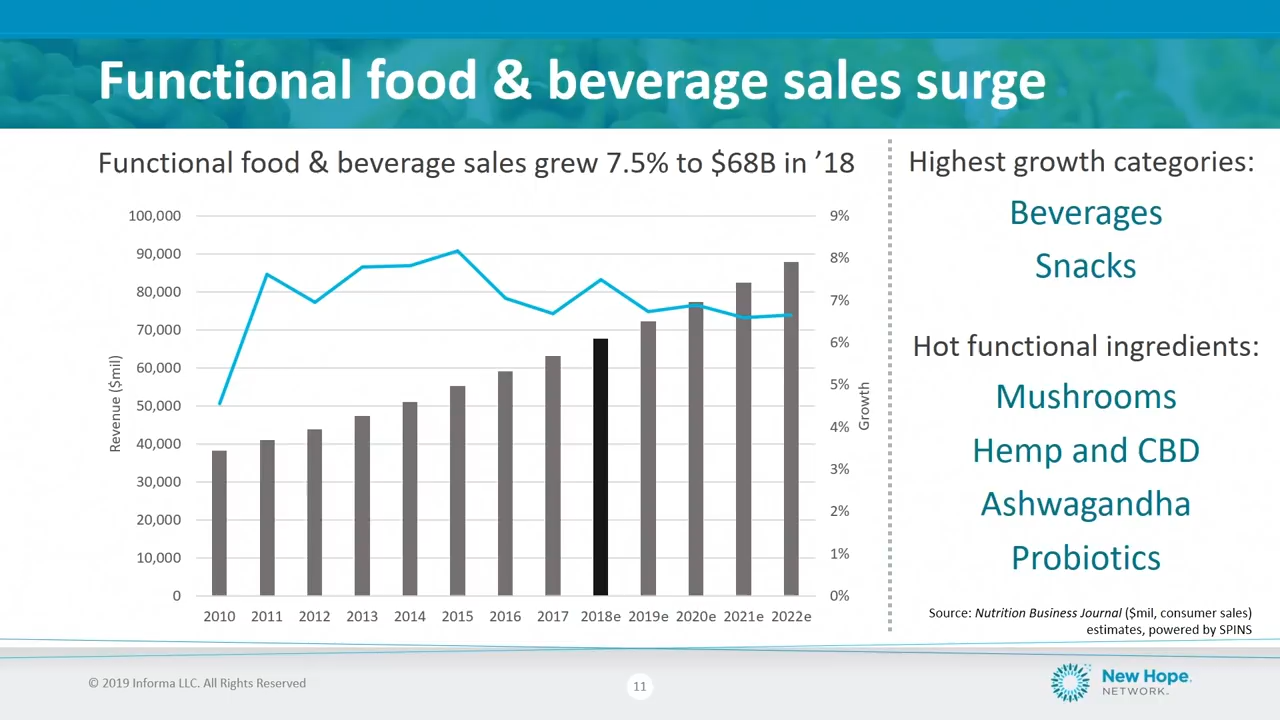 Functional food & beverage sales surge
Functional food & beverage sales grew 7.5% to $68B in ’18
100,000
90,000
80,000
70,000
60,000
50,000
40,000
30,000
20,000
10,000
0
Revenue ($mil)
9%
8%
7%
6%
5%
4%
3%
2%
1%
0%
Growth
2010 2011 2012 2013 2014 2015 2016 2017 2018e 2019e 2020e 2021e 2022e
Highest growth categories:
Beverages
Snacks
Hot functional ingredients:
Mushrooms
Hemp and CBD
Ashwagandha
Probiotics
Source: Nutrition Business Journal ($mil, consumer sales)
estimates, powered by SPINS
© 2019 Informa LLC. All Rights Reserved
11
New Hope.
NETWORK